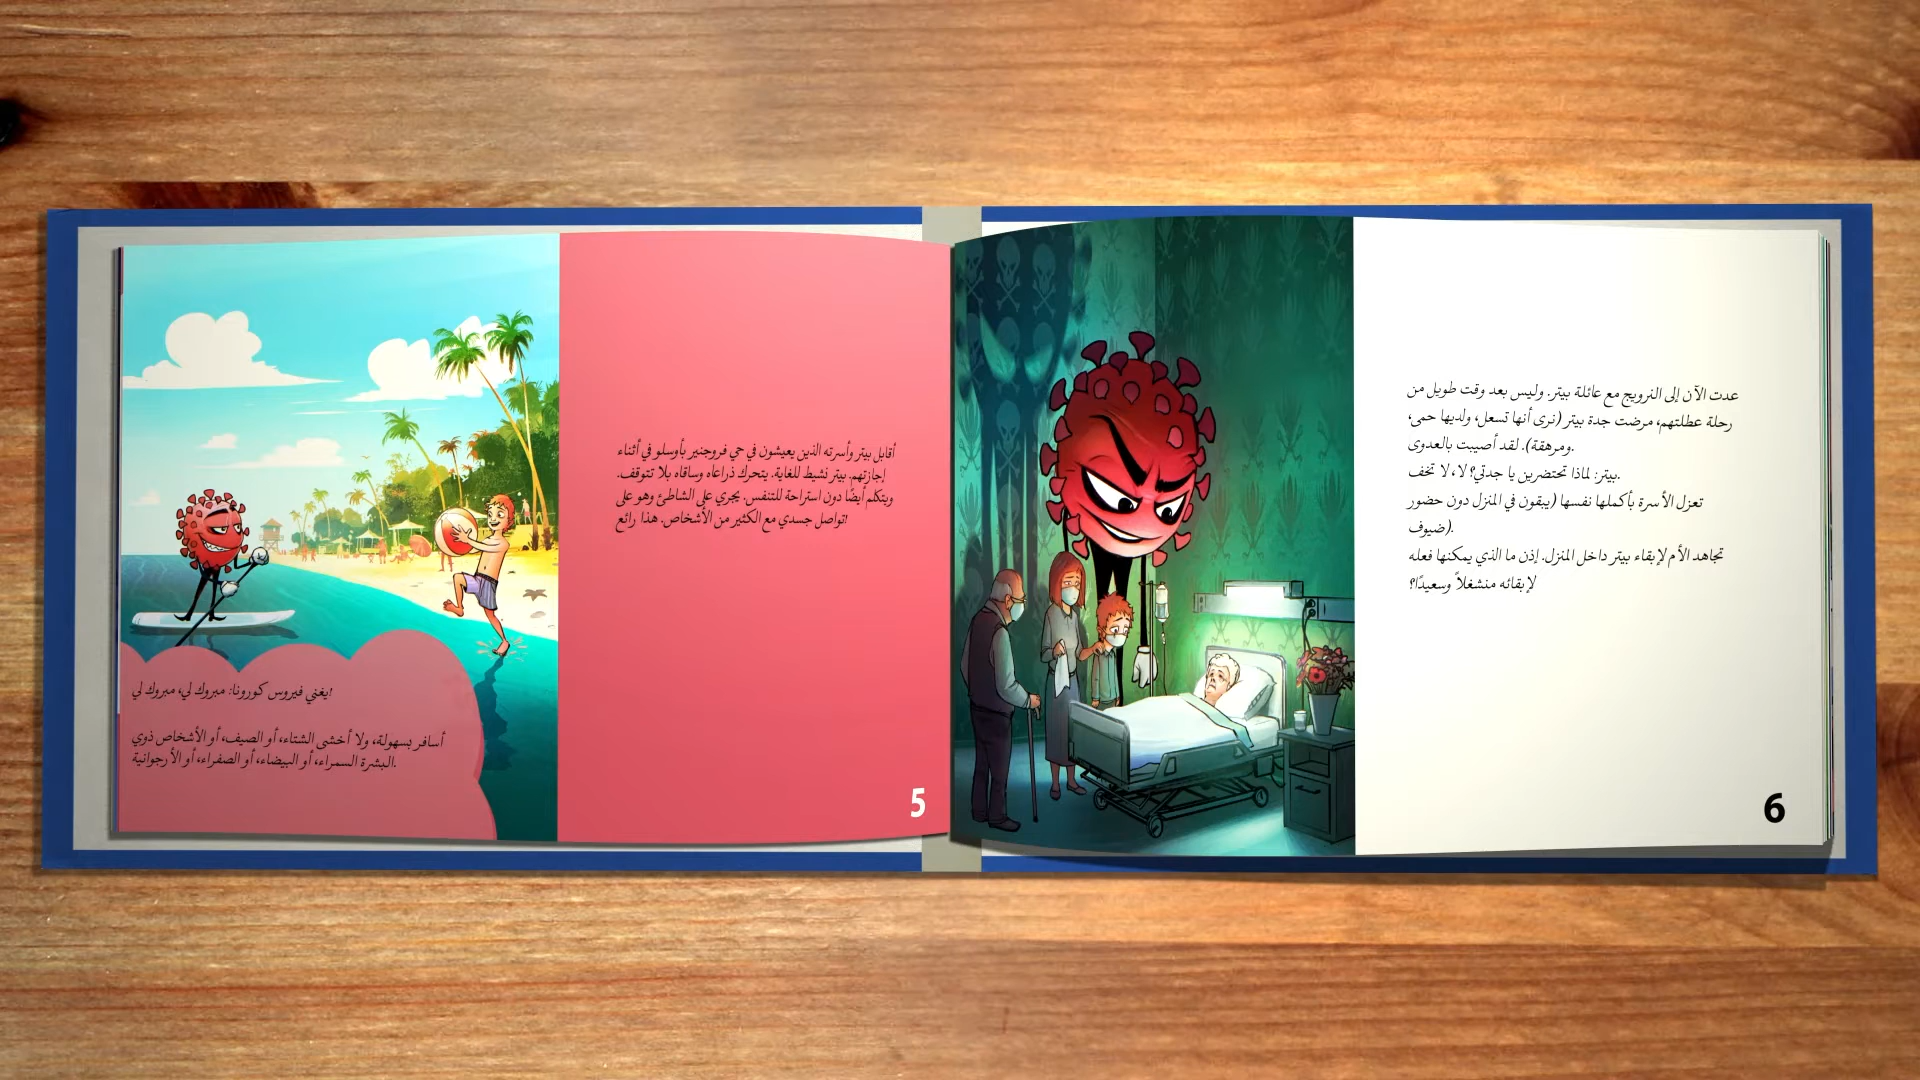 يغني فيروس كورونا: مبروك لي، مبروك لي!
أسافر بسهولة، ولا أخشى الشتاء، أو الصيف، أو الأشخاص ذوي
البشرة السمراء، أو البيضاء، أو الصفراء، أو الأرجوانية.
أقابل بيتر وأسرته الذين يعيشون في حي فروجنير بأوسلو في أثناء
إجازتهم. بيتر نشيط للغاية. يتحرك ذراعاه وساقاه بلا تتوقف.
ويتكلم أيضًا دون استراحة للتنفس. يجري على الشاطئ وهو على
تواصل جسدي مع الكثير من الأشخاص. هذا رائع!
5
عدت الآن إلى النرويج مع عائلة بيتر. وليس بعد وقت طويل من
رحلة عطلتهم، مرضت جدة بيتر (نرى أنها تسعل، ولديها حمى،
ومرهقة). لقد أصيبت بالعدوى.
بيتر: لماذا تحتضرين يا جدتي؟ لا، لا تخف.
تعزل الأسرة بأكملها نفسها (يبقون في المنزل دون حضور
ضيوف).
تجاهد الأم لإبقاء بيتر داخل المنزل. إذن ما الذي يمكنها فعله
لإبقائه منشغلاً وسعيدًا؟
6